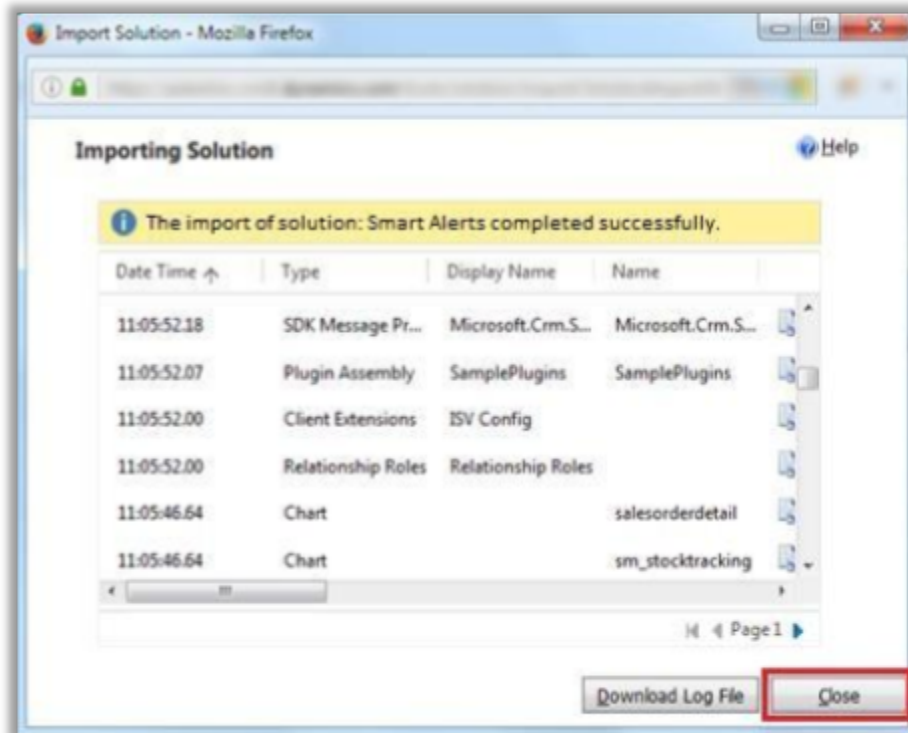 Import Solution - Mozilla Firefox
Importing Solution
Help
The import of solution: Smart Alerts completed successfully.
Date Time Type Display Name Name
11:05:52.18 SDK Message Pr... Microsoft.Crm.S... Microsoft.Crm.S...
11:05:52.07 Plugin Assembly SamplePlugins SamplePlugins
11:05:52.00 Client Extensions ISV Config
11:05:52.00 Relationship Roles Relationship Roles
11:05:46.64 Chart salesorderdetail
11:05:46.64 Chart sm_stocktracking
Page1
Download Log File Close